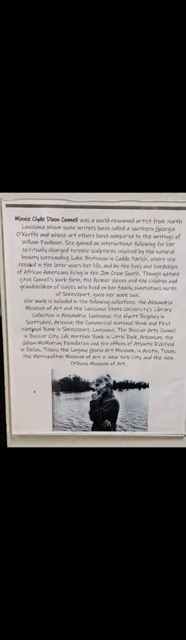 Minnie Clyde Dixon Connell was a world renowned artist from North
Louisiana whom some writers have called a southern Georgia
O'Keeffe and whose art others have compared to the writings of
William Faulkner. She gained an international following for her
spiritually charged totemic sculptures inspired by the natural
beauty surrounding Lake Bistineau in Caddo Parish, where she
resided in the later years her life, and by the lives and hardships
of African Americans living in the Jim Crow South. Though nature
gave Connell's work form, the former slaves and the children and
grandchildren of slaves who lived on her family plantations north
of Shreveport, gave her work soul.
Her work is included in the following collections: the Alexandria
Museum of Art and the Louisiana State University's Library
Collection in Alexandria, Louisiana; the Hyatt Regency in
Scottsdale, Arizona; the Commercial National Bank and First
National Bank in Shreveport, Louisiana; The Bossier Arts Council
in Bossier City, LA; Worthen Bank in Little Rock, Arkansas; the
Foundation and the offices of Atlantic Richfield
in Dallas, Texas; the Laguna Gloria Art Museum, in Austin, Texas;
the Metropolitan Museum of Art in New York City; and the New
Orleans Museum of Art.